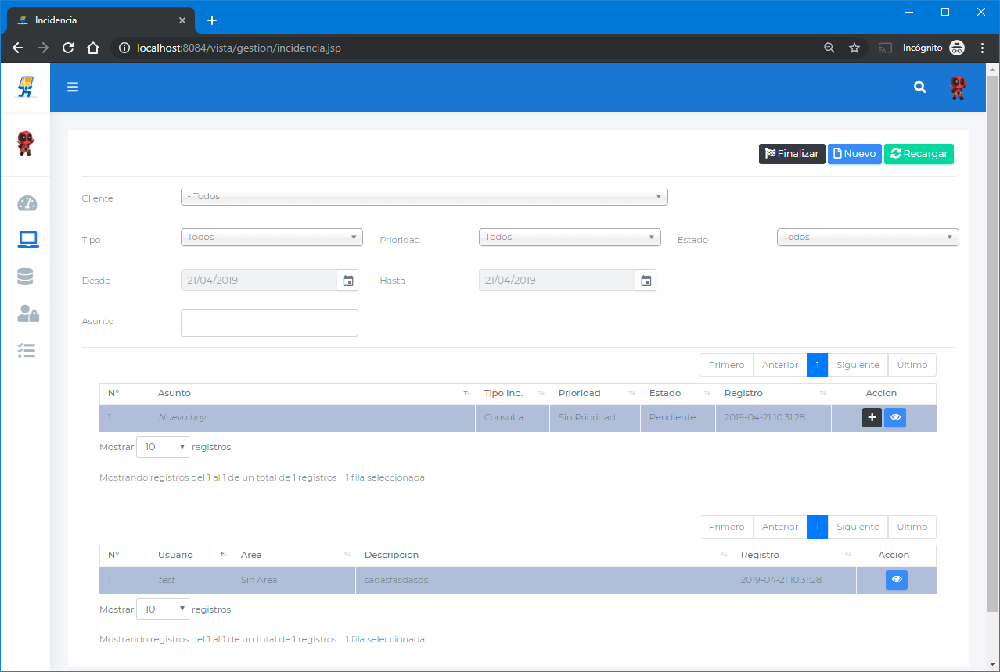 Incidencia
localhost:8084/vista/gestion/incidencia.jsp Incógnito
Finalizar Nuevo Recargar
Cliente - Todos
Tipo Todos Prioridad Todos Estado Todos
Desde 21/04/2019 Hasta 21/04/2019
Asunto
Primero Anterior 1 Siguiente Último
N° Asunto Tipo Inc. Prioridad Estado Registro Accion
1 Nuevo hoy Consulta Sin Prioridad Pendiente 2019-04-21 10:31:28
Mostrar 10 registros
Mostrando registros del 1 al 1 de un total de 1 registros 1 fila seleccionada
Primero Anterior 1 Siguiente Último
N° Usuario Area Descripcion Registro Accion
1 test Sin Area sadasfasdasds 2019-04-21 10:31:28
Mostrar 10 registros
Mostrando registros del 1 al 1 de un total de 1 registros 1 fila seleccionada